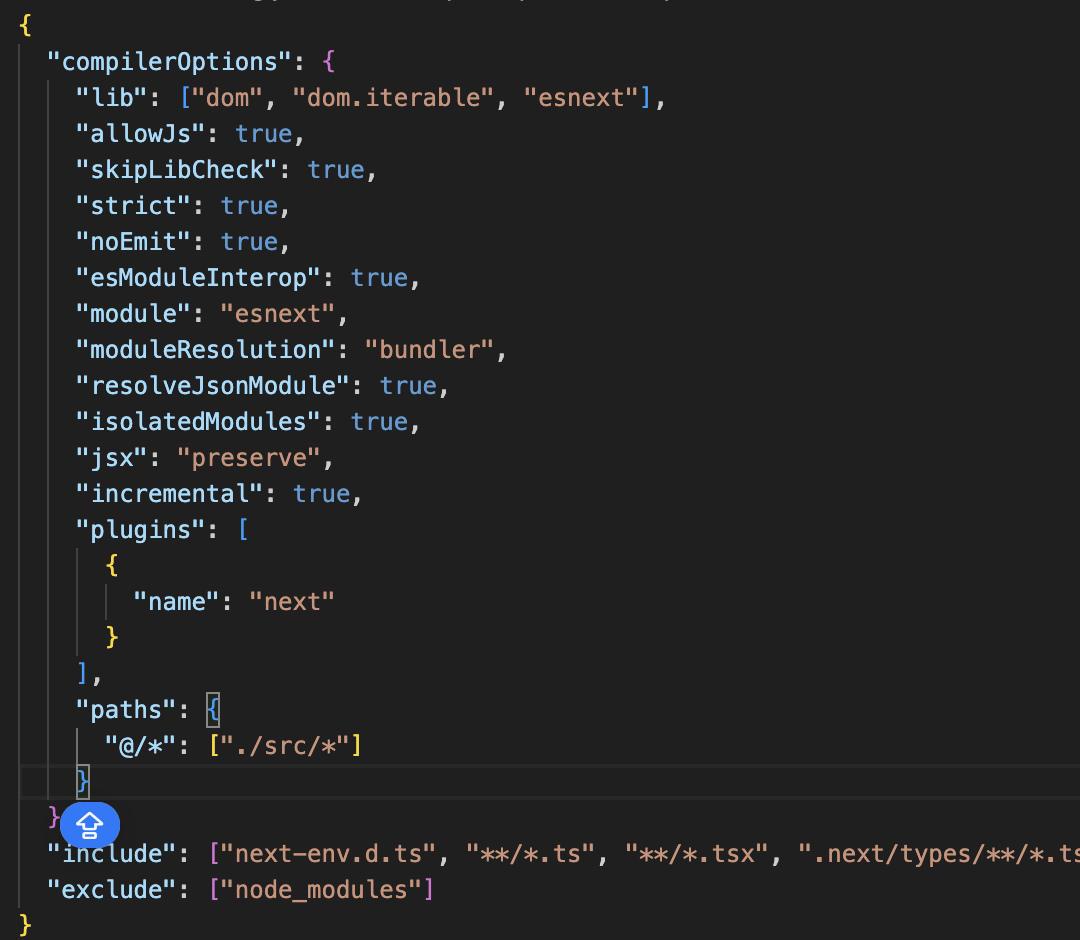 {
  "compilerOptions": {
    "lib": ["dom", "dom.iterable", "esnext"],
    "allowJs": true,
    "skipLibCheck": true,
    "strict": true,
    "noEmit": true,
    "esModuleInterop": true,
    "module": "esnext",
    "moduleResolution": "bundler",
    "resolveJsonModule": true,
    "isolatedModules": true,
    "jsx": "preserve",
    "incremental": true,
    "plugins": [
      {
        "name": "next"
      }
    ],
    "paths": {
      "@/*": ["./src/*"]
    }
  }
  "include": ["next-env.d.ts", "**/*.ts", "**/*.tsx", ".next/types/**/*.ts
  "exclude": ["node_modules"]
}